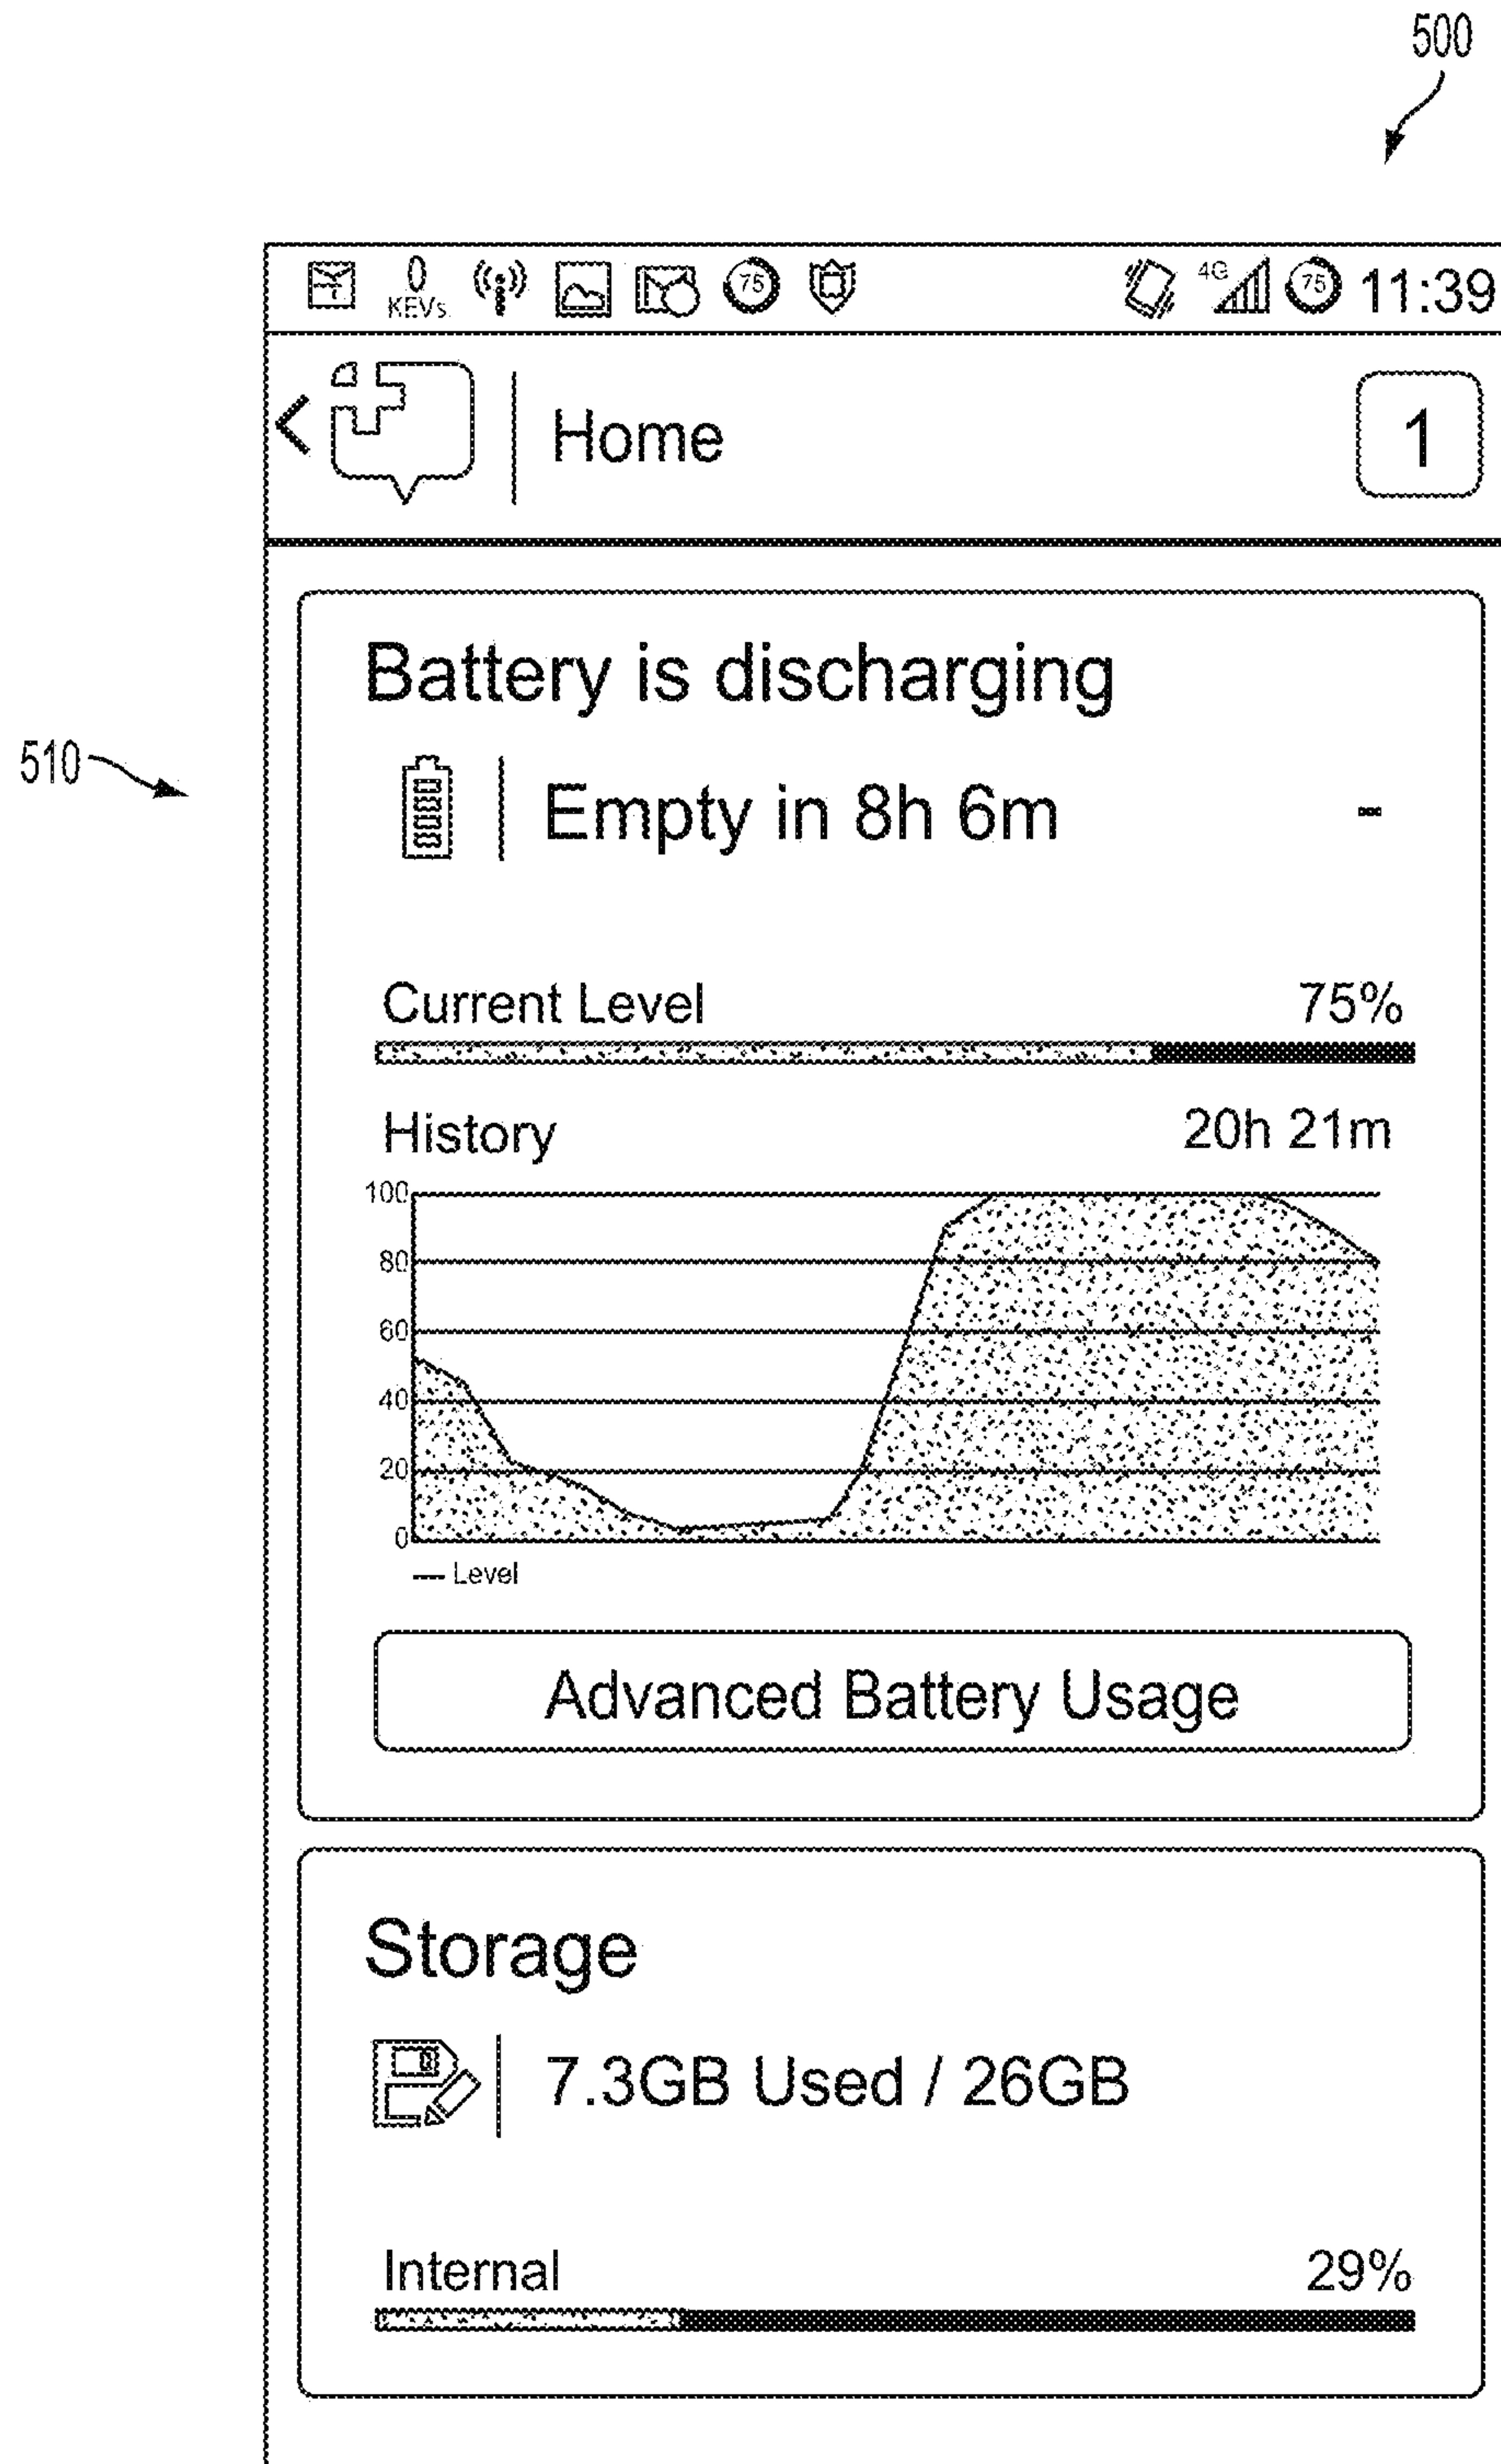 500
0 75 4G 75 11:39
KEVs
Home 1
Battery is discharging
510
Empty in 8h 6m --
Current Level 75%
History 20h 21m
100
80
60
40
20
0
— Level
Advanced Battery Usage
Storage
7.3GB Used / 26GB
Internal 29%